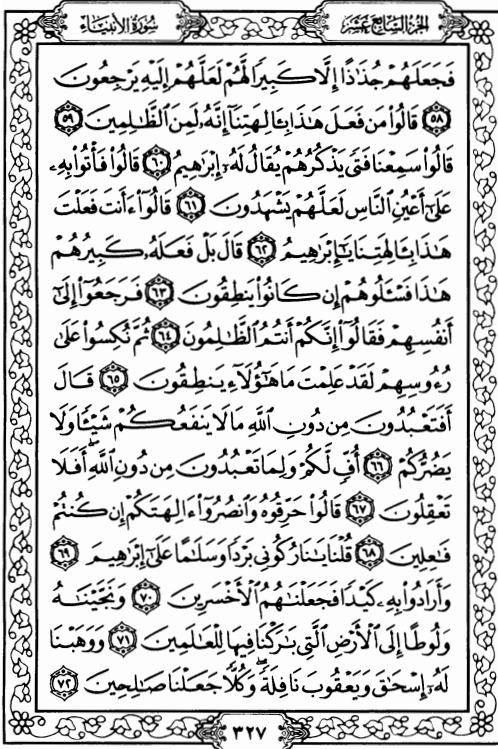 الجزء السابع عشر
سورة الأنبياء
فَجَعَلَهُمْ جُذَٰذًا إِلَّا كَبِيرًا لَّهُمْ لَعَلَّهُمْ إِلَيْهِ يَرْجِعُونَ
٥٨ قَالُوا۟ مَن فَعَلَ هَٰذَا بِـَٔالِهَتِنَآ إِنَّهُۥ لَمِنَ ٱلظَّٰلِمِينَ ٥٩
قَالُوا۟ سَمِعْنَا فَتًى يَذْكُرُهُمْ يُقَالُ لَهُۥٓ إِبْرَٰهِيمُ ٦٠ قَالُوا۟ فَأْتُوا۟ بِهِۦ
عَلَىٰٓ أَعْيُنِ ٱلنَّاسِ لَعَلَّهُمْ يَشْهَدُونَ ٦١ قَالُوٓا۟ ءَأَنتَ فَعَلْتَ
هَٰذَا بِـَٔالِهَتِنَا يَٰٓإِبْرَٰهِيمُ ٦٢ قَالَ بَلْ فَعَلَهُۥ كَبِيرُهُمْ
هَٰذَا فَسْـَٔلُوهُمْ إِن كَانُوا۟ يَنطِقُونَ ٦٣ فَرَجَعُوٓا۟ إِلَىٰٓ
أَنفُسِهِمْ فَقَالُوٓا۟ إِنَّكُمْ أَنتُمُ ٱلظَّٰلِمُونَ ٦٤ ثُمَّ نُكِسُوا۟ عَلَىٰ
رُءُوسِهِمْ لَقَدْ عَلِمْتَ مَا هَٰٓؤُلَآءِ يَنطِقُونَ ٦٥ قَالَ
أَفَتَعْبُدُونَ مِن دُونِ ٱللَّهِ مَا لَا يَنفَعُكُمْ شَيْـًٔا وَلَا
يَضُرُّكُمْ ٦٦ أُفٍّ لَّكُمْ وَلِمَا تَعْبُدُونَ مِن دُونِ ٱللَّهِ ۖ أَفَلَا
تَعْقِلُونَ ٦٧ قَالُوا۟ حَرِّقُوهُ وَٱنصُرُوٓا۟ ءَالِهَتَكُمْ إِن كُنتُمْ
فَٰعِلِينَ ٦٨ قُلْنَا يَٰنَارُ كُونِى بَرْدًا وَسَلَٰمًا عَلَىٰٓ إِبْرَٰهِيمَ ٦٩
وَأَرَادُوا۟ بِهِۦ كَيْدًا فَجَعَلْنَٰهُمُ ٱلْأَخْسَرِينَ ٧٠ وَنَجَّيْنَٰهُ
وَلُوطًا إِلَى ٱلْأَرْضِ ٱلَّتِى بَٰرَكْنَا فِيهَا لِلْعَٰلَمِينَ ٧١ وَوَهَبْنَا
لَهُۥٓ إِسْحَٰقَ وَيَعْقُوبَ نَافِلَةً ۖ وَكُلًّا جَعَلْنَا صَٰلِحِينَ ٧٢
٣٢٧